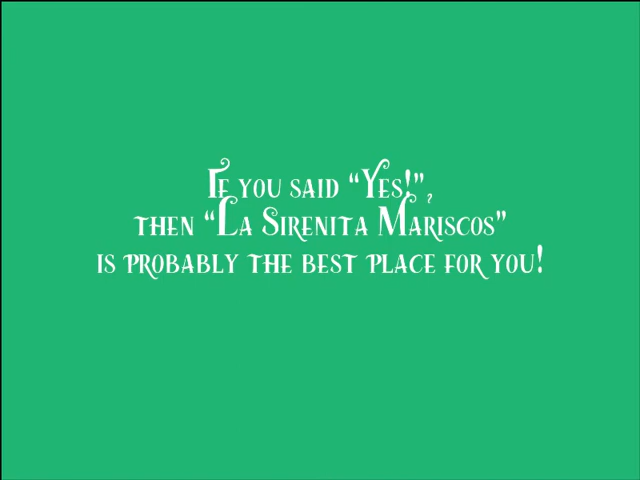 If you said “Yes!”,
then “La Sirenita Mariscos”
is probably the best place for you!